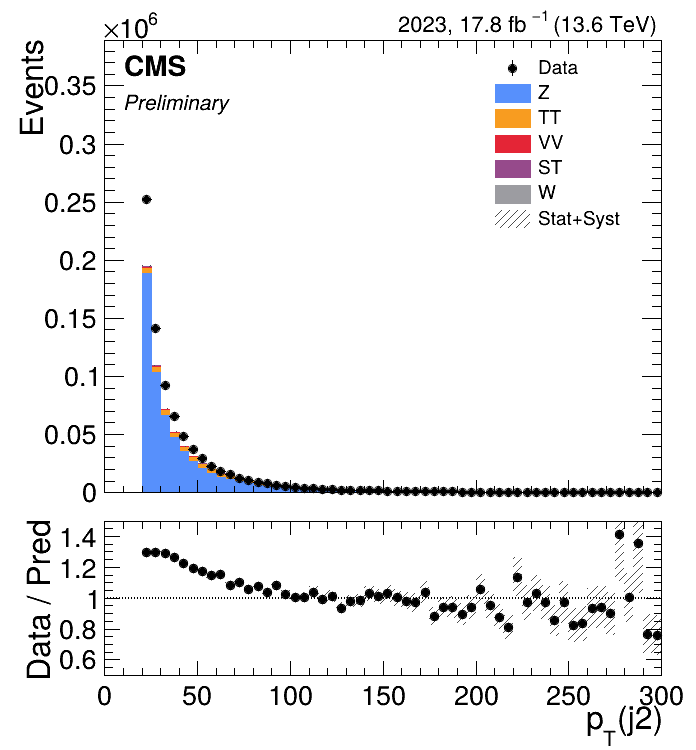 ×10⁶
2023, 17.8 fb⁻¹ (13.6 TeV)
CMS
Preliminary
Events
0.35
0.3
0.25
0.2
0.15
0.1
0.05
0
Data
Z
TT
VV
ST
W
Stat+Syst
Data / Pred
1.4
1.2
1
0.8
0.6
0 50 100 150 200 250 300
p_T(j2)